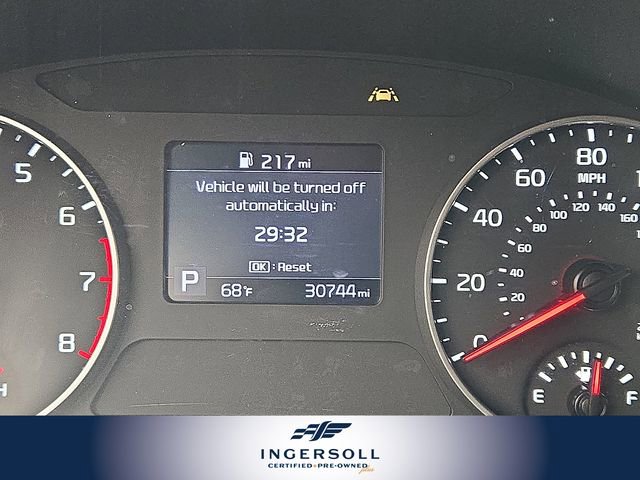 217 mi
Vehicle will be turned off
automatically in:
29:32
OK : Reset
P 68°F 30744 mi
5
6
7
8
H
0
20
40
60
80
MPH
20
40
60
80
100
120
140
160
E F
INGERSOLL
CERTIFIED+PRE-OWNED plus